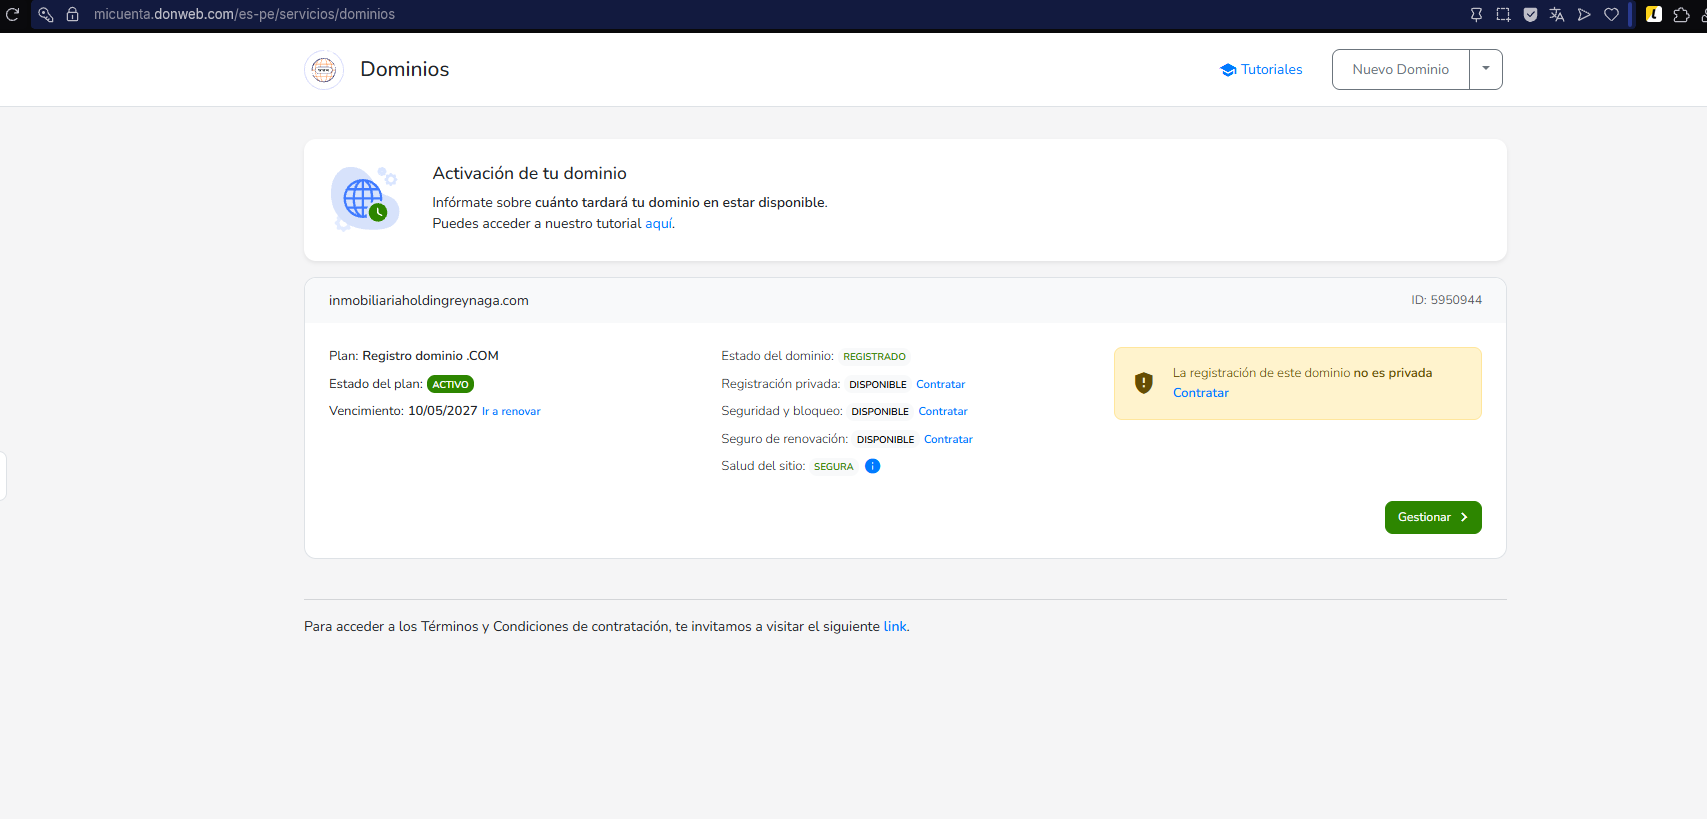 micuenta.donweb.com/es-pe/servicios/dominios
Dominios
Tutoriales
Nuevo Dominio
Activación de tu dominio
Infórmate sobre cuánto tardará tu dominio en estar disponible.
Puedes acceder a nuestro tutorial aquí.
inmobiliariaholdingreynaga.com
ID: 5950944
Plan: Registro dominio .COM
Estado del plan: ACTIVO
Vencimiento: 10/05/2027 Ir a renovar
Estado del dominio: REGISTRADO
Registración privada: DISPONIBLE Contratar
Seguridad y bloqueo: DISPONIBLE Contratar
Seguro de renovación: DISPONIBLE Contratar
Salud del sitio: SEGURA
La registración de este dominio no es privada
Contratar
Gestionar
Para acceder a los Términos y Condiciones de contratación, te invitamos a visitar el siguiente link.